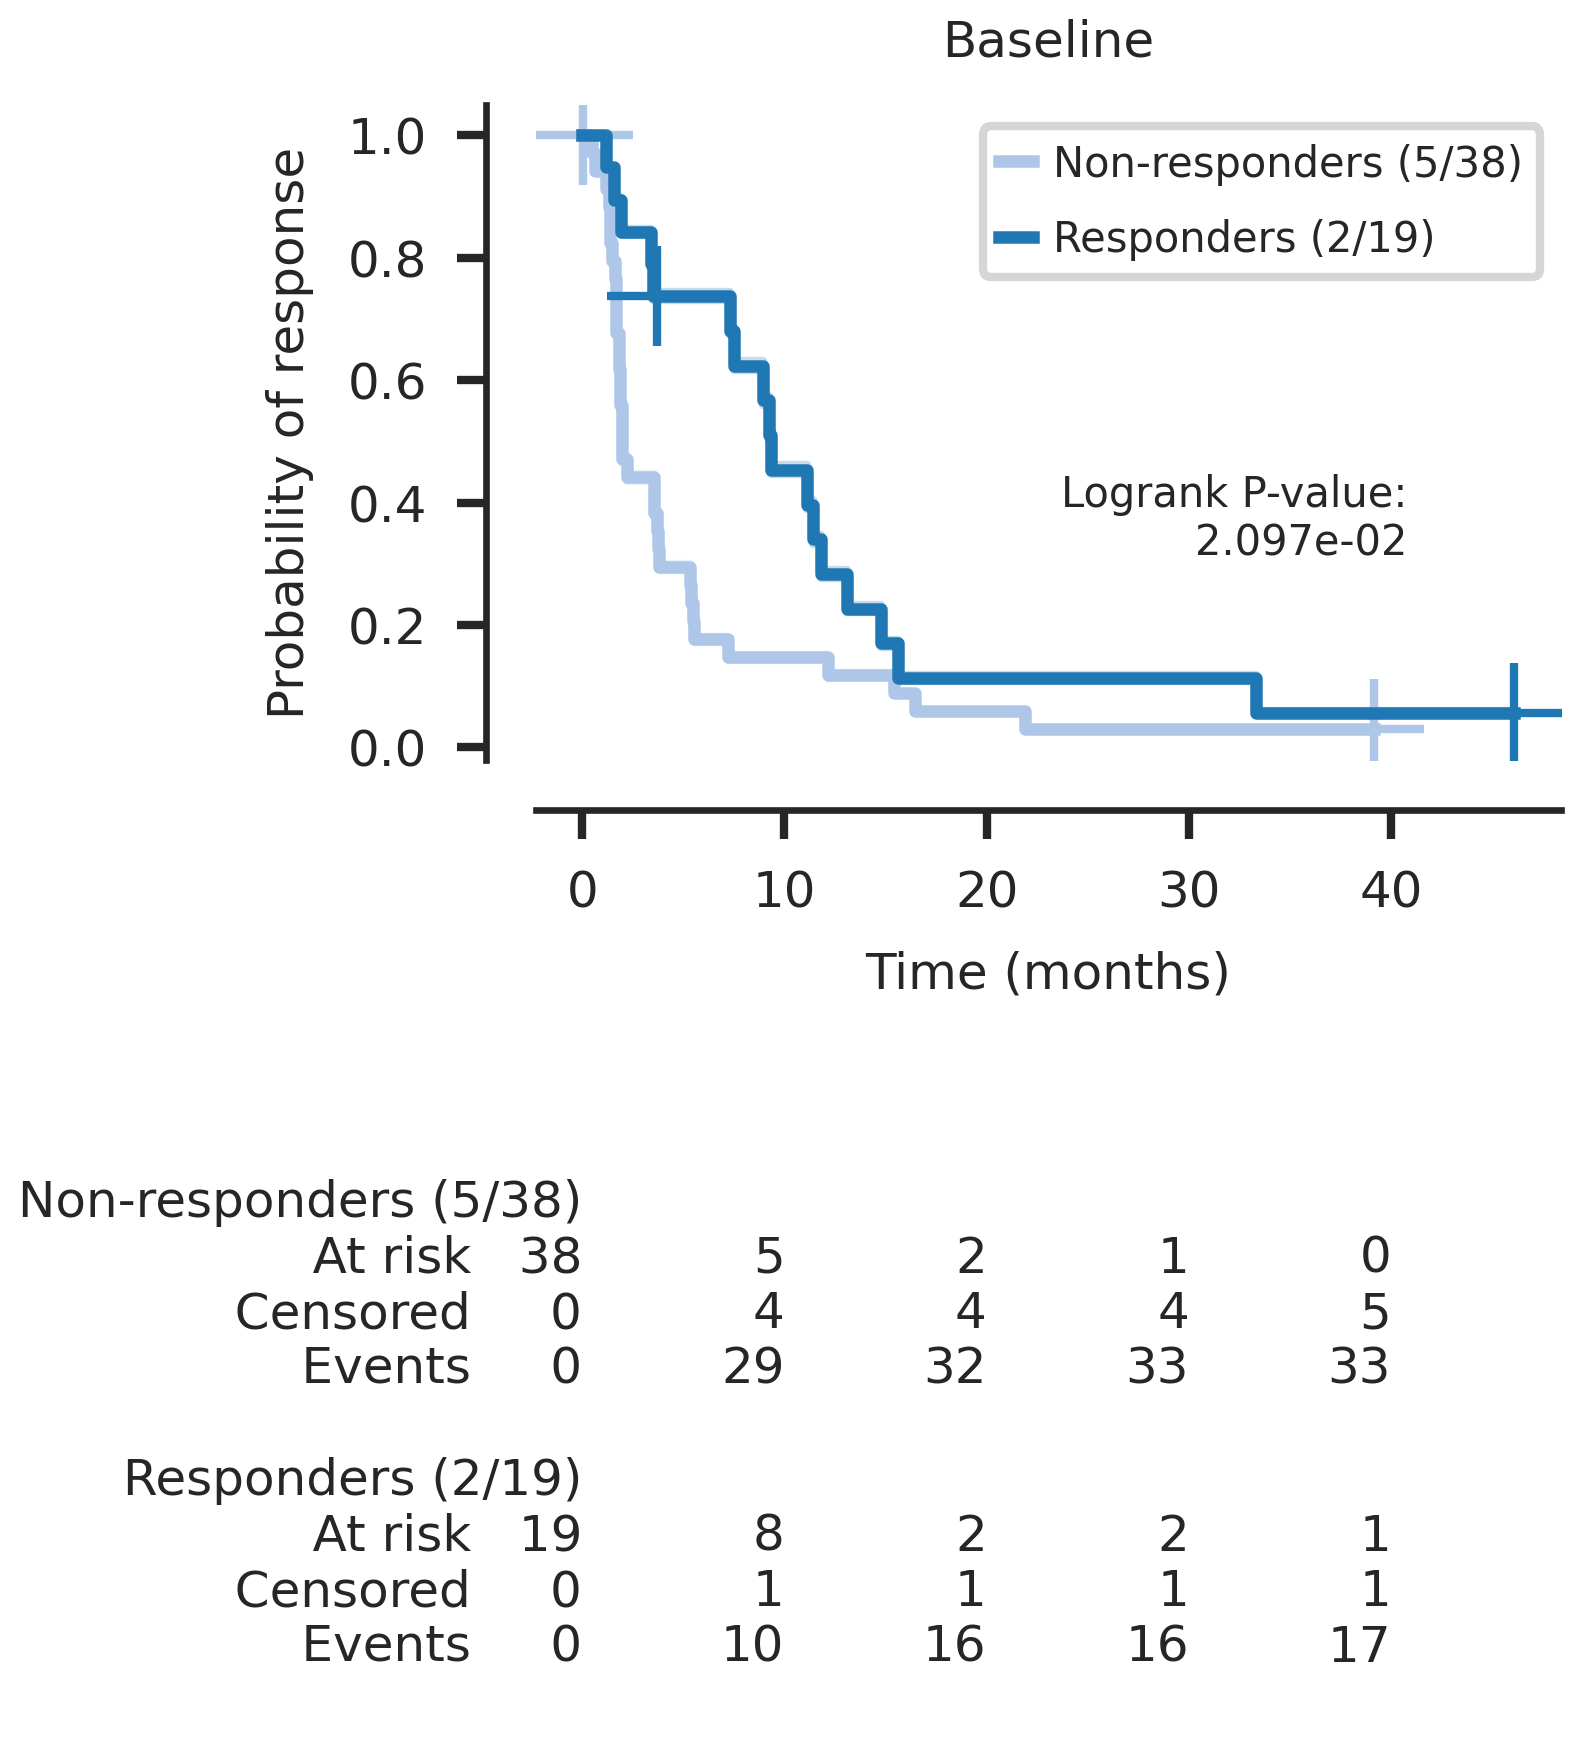 Baseline
Non-responders (5/38)
Responders (2/19)
Probability of response
1.0
0.8
0.6
0.4
0.2
0.0
Logrank P-value:
2.097e-02
0 10 20 30 40
Time (months)
Non-responders (5/38)
At risk 38 5 2 1 0
Censored 0 4 4 4 5
Events 0 29 32 33 33
Responders (2/19)
At risk 19 8 2 2 1
Censored 0 1 1 1 1
Events 0 10 16 16 17